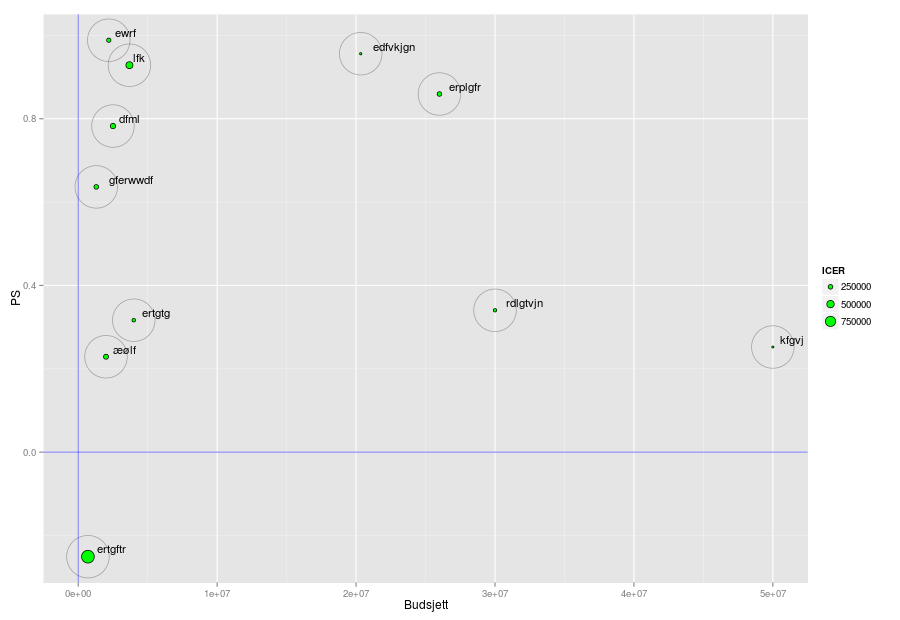 ewrf
lfk
edfvkjgn
erplgfr
dfml
gferwwdf
ertgtg
æølf
rdlgtvjn
kfgvj
ertgftr
0.8
0.4
0.0
PS
0e+00 1e+07 2e+07 3e+07 4e+07 5e+07
Budsjett
ICER
250000
500000
750000